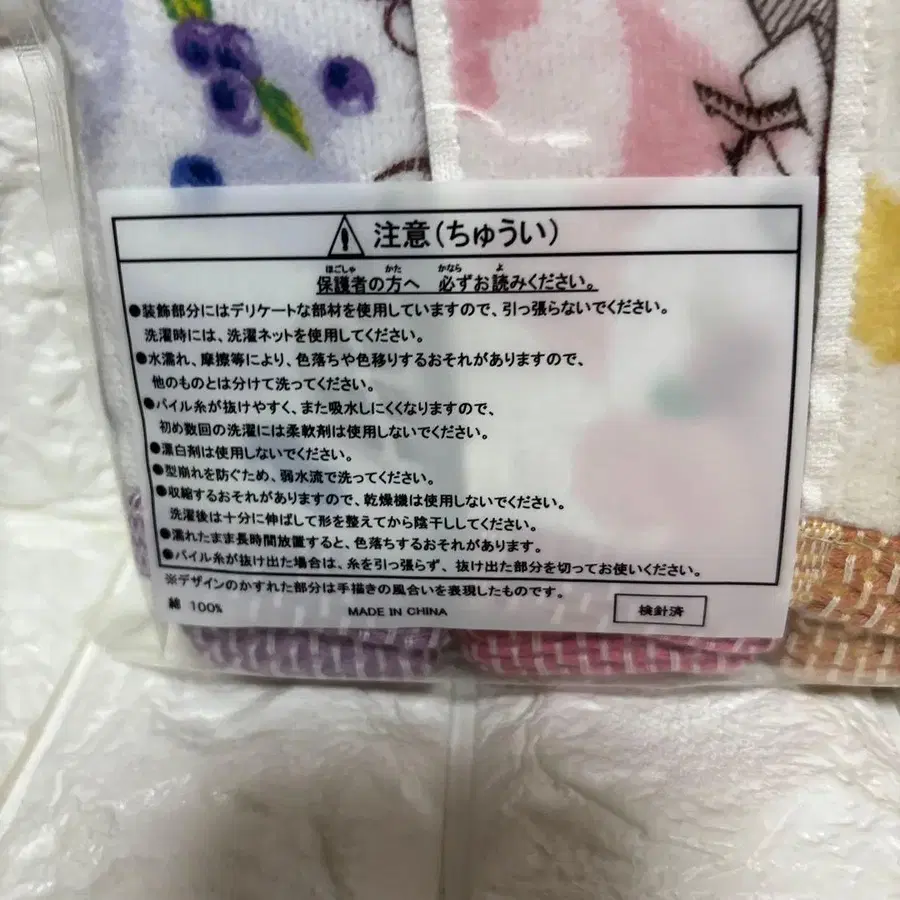 注意(ちゅうい)
ほごしゃ かた かなら よ
保護者の方へ 必ずお読みください。
●装飾部分にはデリケートな部材を使用していますので、引っ張らないでください。
洗濯時には、洗濯ネットを使用してください。
●水濡れ、摩擦等により、色落ちや色移りするおそれがありますので、
他のものとは分けて洗ってください。
●パイル糸が抜けやすく、また吸水しにくくなりますので、
初め数回の洗濯には柔軟剤は使用しないでください。
●漂白剤は使用しないでください。
●型崩れを防ぐため、弱水流で洗ってください。
●収縮するおそれがありますので、乾燥機は使用しないでください。
洗濯後は十分に伸ばして形を整えてから陰干ししてください。
●濡れたまま長時間放置すると、色落ちするおそれがあります。
●パイル糸が抜け出た場合は、糸を引っ張らず、抜け出た部分を切ってお使いください。
※デザインのかすれた部分は手描きの風合いを表現したものです。
綿 100% MADE IN CHINA 検針済